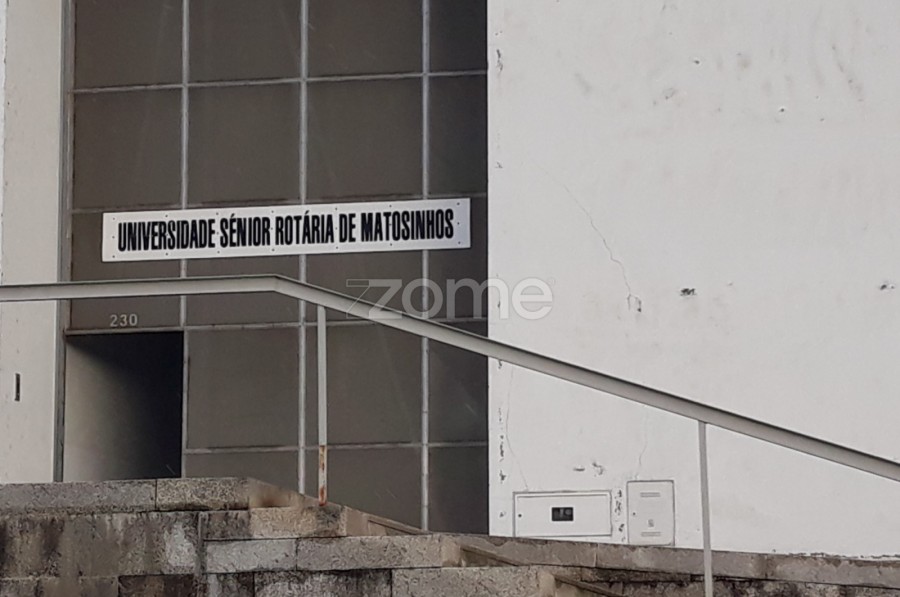 UNIVERSIDADE SÉNIOR ROTÁRIA DE MATOSINHOS
zome
230